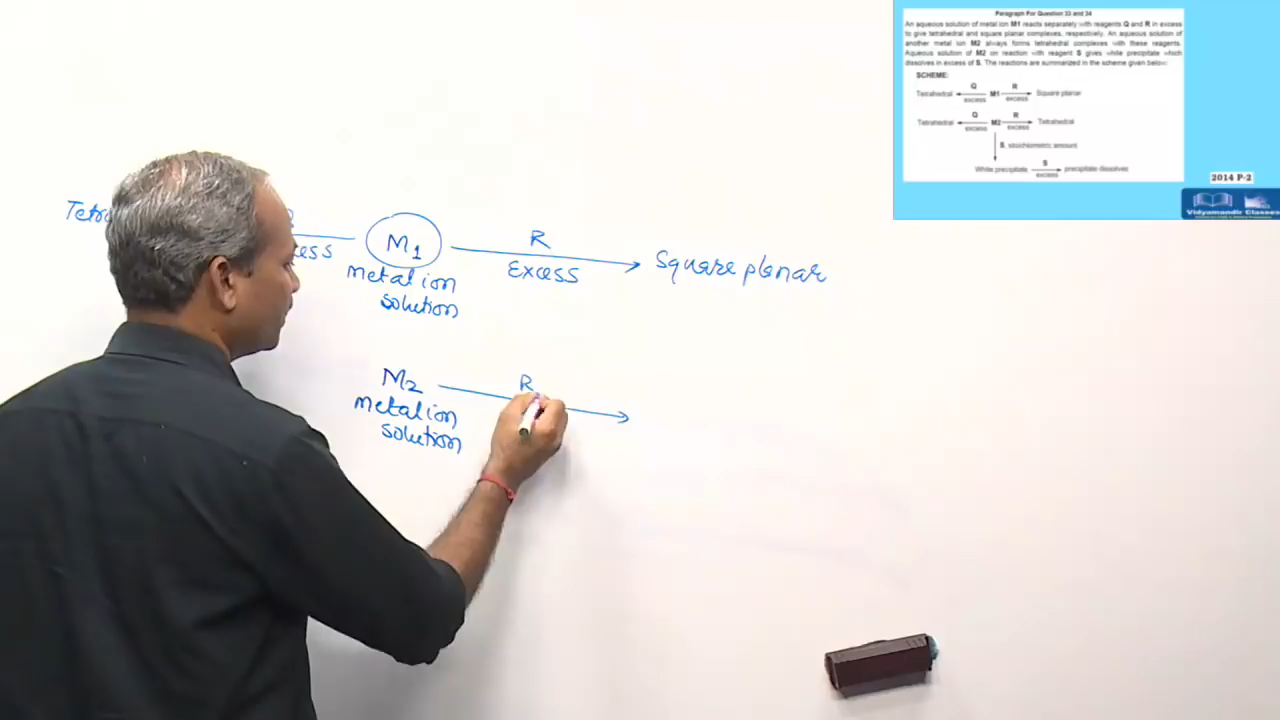 Paragraph For Question 33 and 34
An aqueous solution of metal ion M1 reacts separately with reagents Q and R in excess
to give tetrahedral and square planar complexes, respectively. An aqueous solution of
another metal ion M2 always forms tetrahedral complexes with these reagents.
Aqueous solution of M2 on reaction with reagent S gives white precipitate which
dissolves in excess of S. The reactions are summarized in the scheme given below:
SCHEME:
Tetrahedral Q excess M1 R excess Square planar
Tetrahedral Q excess M2 R excess Tetrahedral
S, stoichiometric amount
White precipitate S excess precipitate dissolves
2014 P-2
Vidyamandir Classes
M1 R Excess Square planar
metal ion
solution
M2 R
metal ion
solution